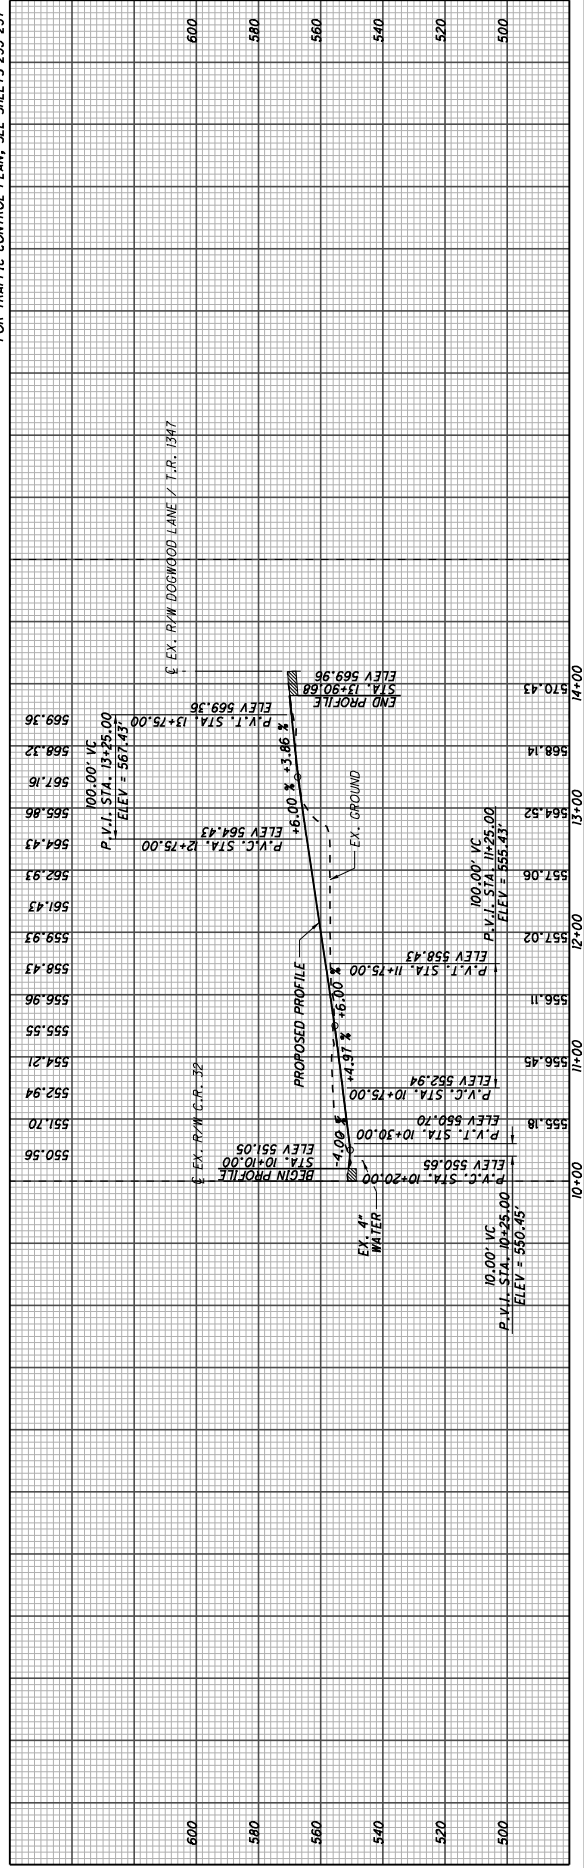 FOR TRAFFIC CONTROL PLAN, SEE SHEETS
600
580
560
540
520
500
600
580
560
540
520
500
℄ EX. R/W C.R. 32
℄ EX. R/W DOGWOOD LANE / T.R. 1347
550.56
551.70
552.94
554.21
555.55
556.96
558.43
559.93
561.43
562.93
564.43
565.86
567.16
568.32
569.36
100.00' VC
P.V.I. STA. 13+25.00
ELEV = 567.43'
BEGIN PROFILE
STA. 10+10.00
ELEV 551.05
-4.00 %
+4.97 %
+6.00 %
+6.00 %
+3.86 %
PROPOSED PROFILE
EX. GROUND
EX. 4"
WATER
P.V.C. STA. 10+20.00
ELEV 550.65
P.V.T. STA. 10+30.00
ELEV 550.70
P.V.C. STA. 10+75.00
ELEV 552.94
P.V.T. STA. 11+75.00
ELEV 558.43
P.V.C. STA. 12+75.00
ELEV 564.43
P.V.T. STA. 13+75.00
ELEV 569.36
END PROFILE
STA. 13+90.68
ELEV 569.96
10.00' VC
P.V.I. STA. 10+25.00
ELEV = 550.45'
100.00' VC
P.V.I. STA. 11+25.00
ELEV = 555.43'
555.18
556.45
556.11
557.02
557.06
564.52
568.14
570.43
10+00
11+00
12+00
13+00
14+00